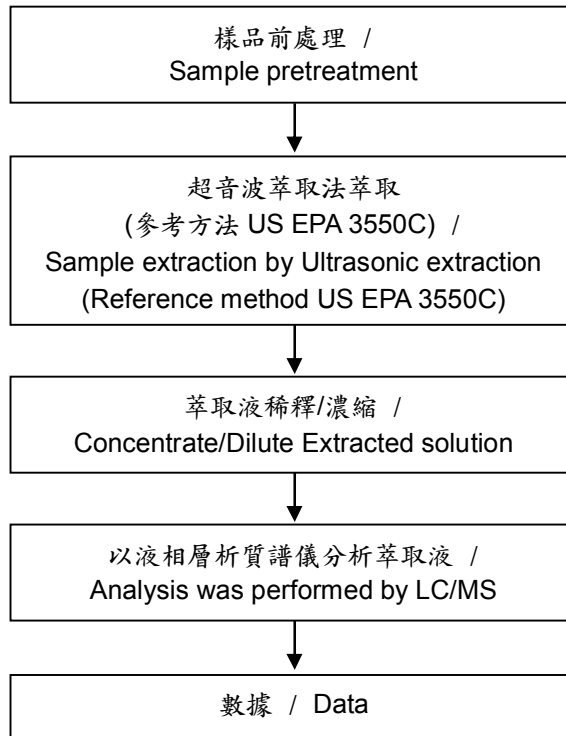 樣品前處理 /
Sample pretreatment
超音波萃取法萃取
(參考方法 US EPA 3550C) /
Sample extraction by Ultrasonic extraction
(Reference method US EPA 3550C)
萃取液稀釋/濃縮 /
Concentrate/Dilute Extracted solution
以液相層析質譜儀分析萃取液 /
Analysis was performed by LC/MS
數據 / Data